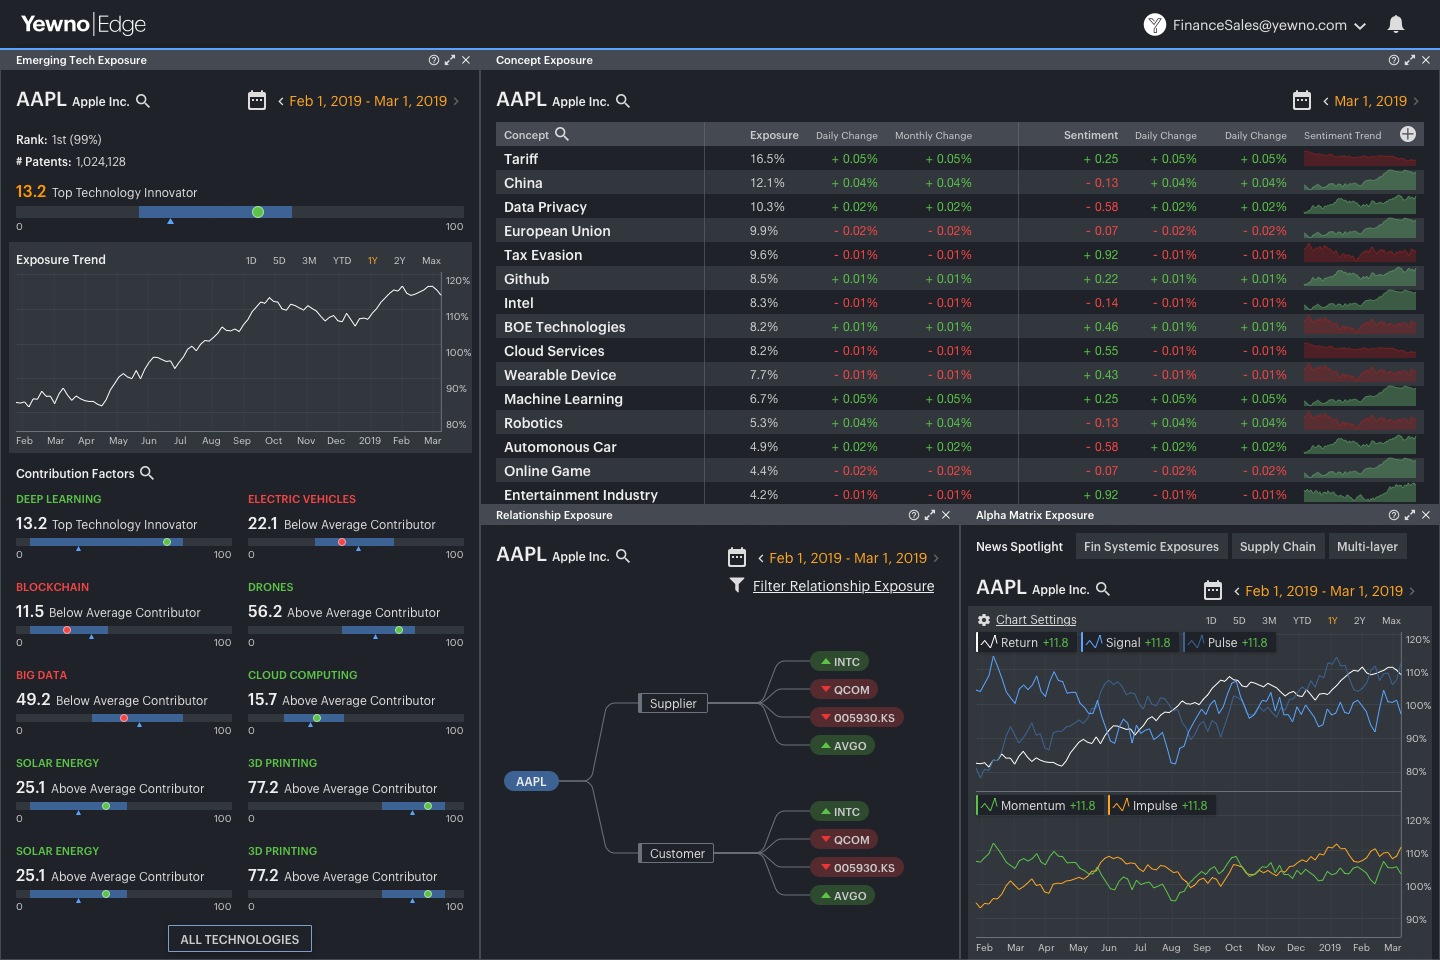 Yewno|Edge
FinanceSales@yewno.com
Emerging Tech Exposure
AAPL Apple Inc.
Feb 1, 2019 - Mar 1, 2019
Rank: 1st (99%)
# Patents: 1,024,128
13.2 Top Technology Innovator
0 100
Exposure Trend 1D 5D 3M YTD 1Y 2Y Max
120%
110%
100%
90%
80%
Feb Mar Apr May Jun Jul Aug Sep Oct Nov Dec 2019 Feb Mar
Contribution Factors
DEEP LEARNING
13.2 Top Technology Innovator
0 100
ELECTRIC VEHICLES
22.1 Below Average Contributor
0 100
BLOCKCHAIN
11.5 Below Average Contributor
0 100
DRONES
56.2 Above Average Contributor
0 100
BIG DATA
49.2 Below Average Contributor
0 100
CLOUD COMPUTING
15.7 Above Average Contributor
0 100
SOLAR ENERGY
25.1 Above Average Contributor
0 100
3D PRINTING
77.2 Above Average Contributor
0 100
SOLAR ENERGY
25.1 Above Average Contributor
0 100
3D PRINTING
77.2 Above Average Contributor
0 100
ALL TECHNOLOGIES
Concept Exposure
AAPL Apple Inc.
Mar 1, 2019
Concept Exposure Daily Change Monthly Change Sentiment Daily Change Daily Change Sentiment Trend
Tariff 16.5% + 0.05% + 0.05% + 0.25 + 0.05% + 0.05%
China 12.1% + 0.04% + 0.04% - 0.13 + 0.04% + 0.04%
Data Privacy 10.3% + 0.02% + 0.02% - 0.58 + 0.02% + 0.02%
European Union 9.9% - 0.02% - 0.02% - 0.07 - 0.02% - 0.02%
Tax Evasion 9.6% - 0.01% - 0.01% + 0.92 - 0.01% - 0.01%
Github 8.5% + 0.01% + 0.01% + 0.22 + 0.01% + 0.01%
Intel 8.3% - 0.01% - 0.01% - 0.14 - 0.01% - 0.01%
BOE Technologies 8.2% + 0.01% + 0.01% + 0.46 + 0.01% + 0.01%
Cloud Services 8.2% - 0.01% - 0.01% + 0.55 - 0.01% - 0.01%
Wearable Device 7.7% - 0.01% - 0.01% + 0.43 - 0.01% - 0.01%
Machine Learning 6.7% + 0.05% + 0.05% + 0.25 + 0.05% + 0.05%
Robotics 5.3% + 0.04% + 0.04% - 0.13 + 0.04% + 0.04%
Automonous Car 4.9% + 0.02% + 0.02% - 0.58 + 0.02% + 0.02%
Online Game 4.4% - 0.02% - 0.02% - 0.07 - 0.02% - 0.02%
Entertainment Industry 4.2% - 0.01% - 0.01% + 0.92 - 0.01% - 0.01%
Relationship Exposure
AAPL Apple Inc.
Feb 1, 2019 - Mar 1, 2019
Filter Relationship Exposure
AAPL
Supplier
INTC
QCOM
005930.KS
AVGO
Customer
INTC
QCOM
005930.KS
AVGO
Alpha Matrix Exposure
News Spotlight Fin Systemic Exposures Supply Chain Multi-layer
AAPL Apple Inc.
Feb 1, 2019 - Mar 1, 2019
Chart Settings 1D 5D 3M YTD 1Y 2Y Max
Return +11.8 Signal +11.8 Pulse +11.8
120%
110%
100%
90%
80%
Momentum +11.8 Impulse +11.8
120%
110%
100%
90%
Feb Mar Apr May Jun Jul Aug Sep Oct Nov Dec 2019 Feb Mar